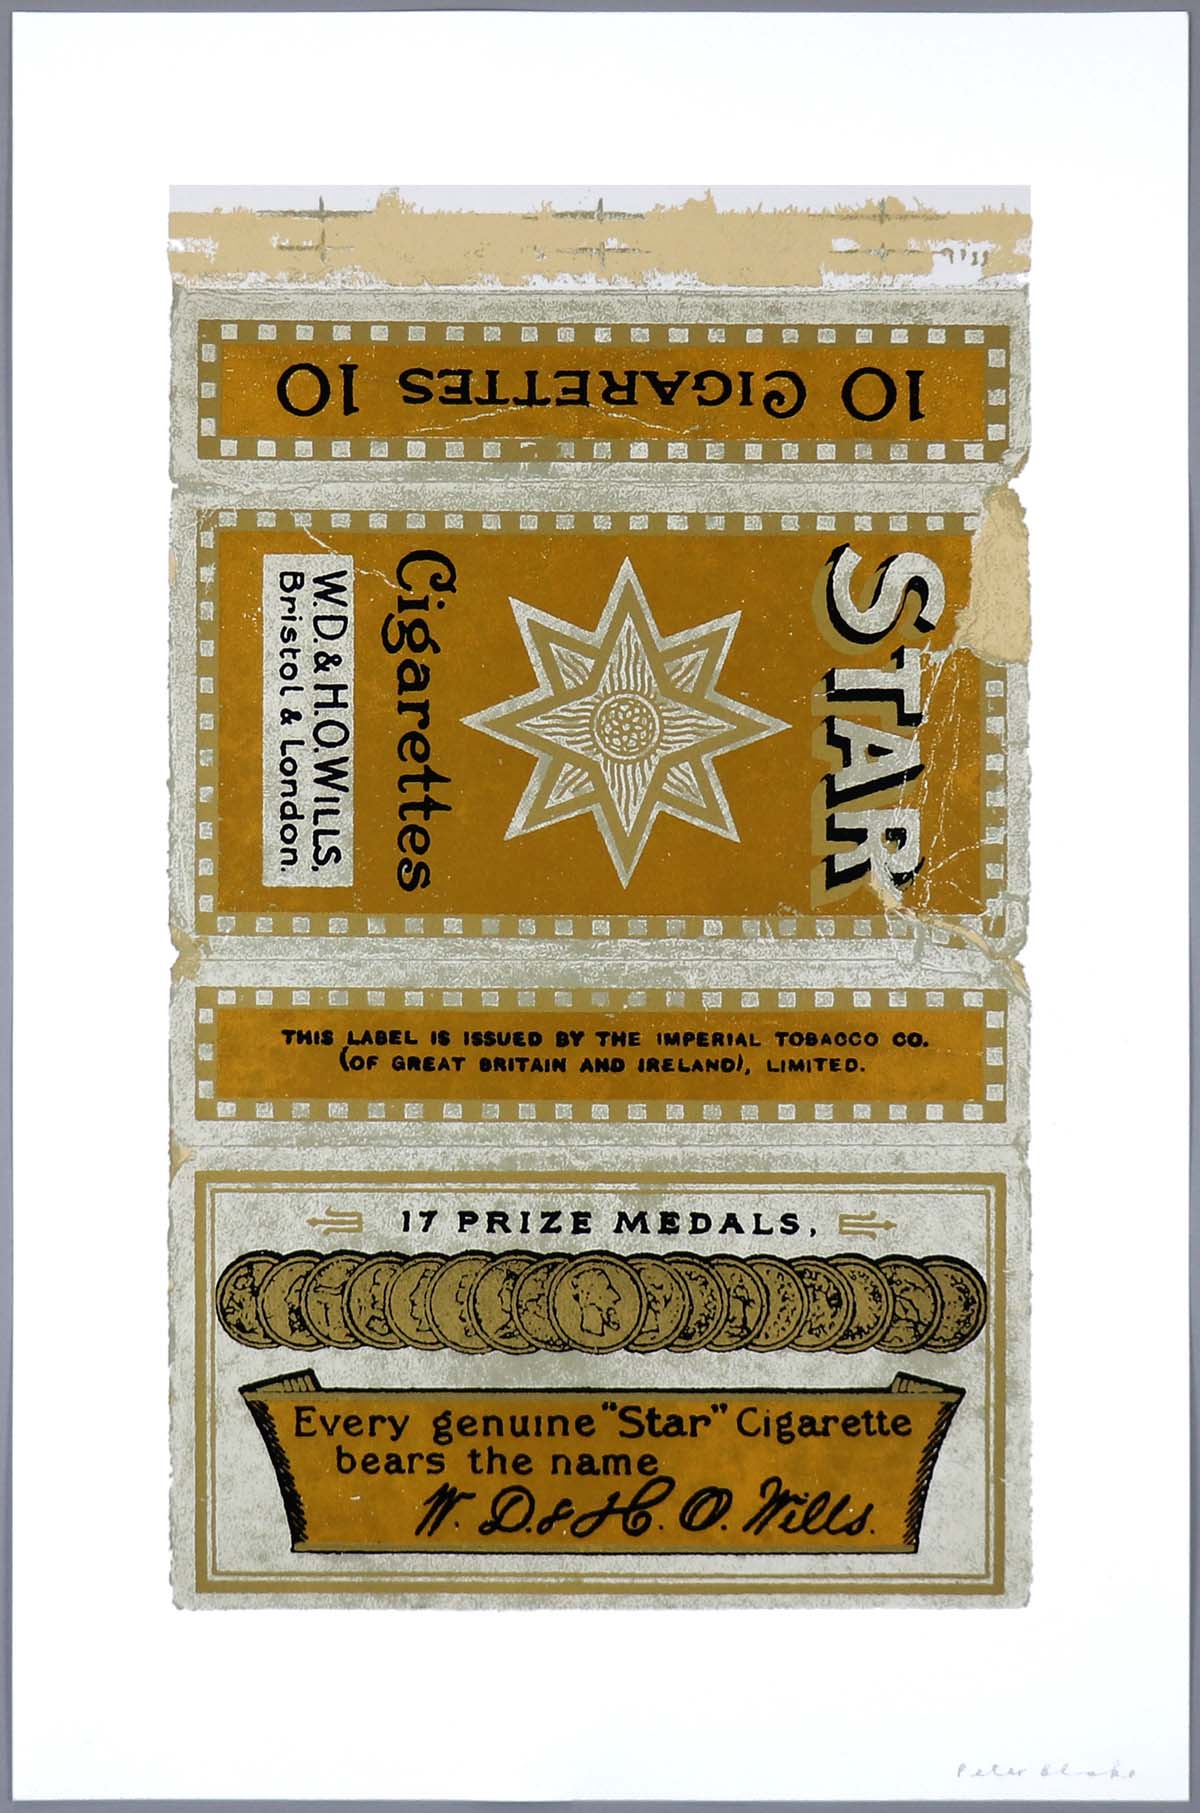 10 CIGARETTES 10
STAR
Cigarettes
W.D. & H.O. WILLS,
Bristol & London.
THIS LABEL IS ISSUED BY THE IMPERIAL TOBACCO CO.
(OF GREAT BRITAIN AND IRELAND), LIMITED.
17 PRIZE MEDALS,
Every genuine "Star" Cigarette
bears the name
W. D. & H. O. Wills.
Peter Blake